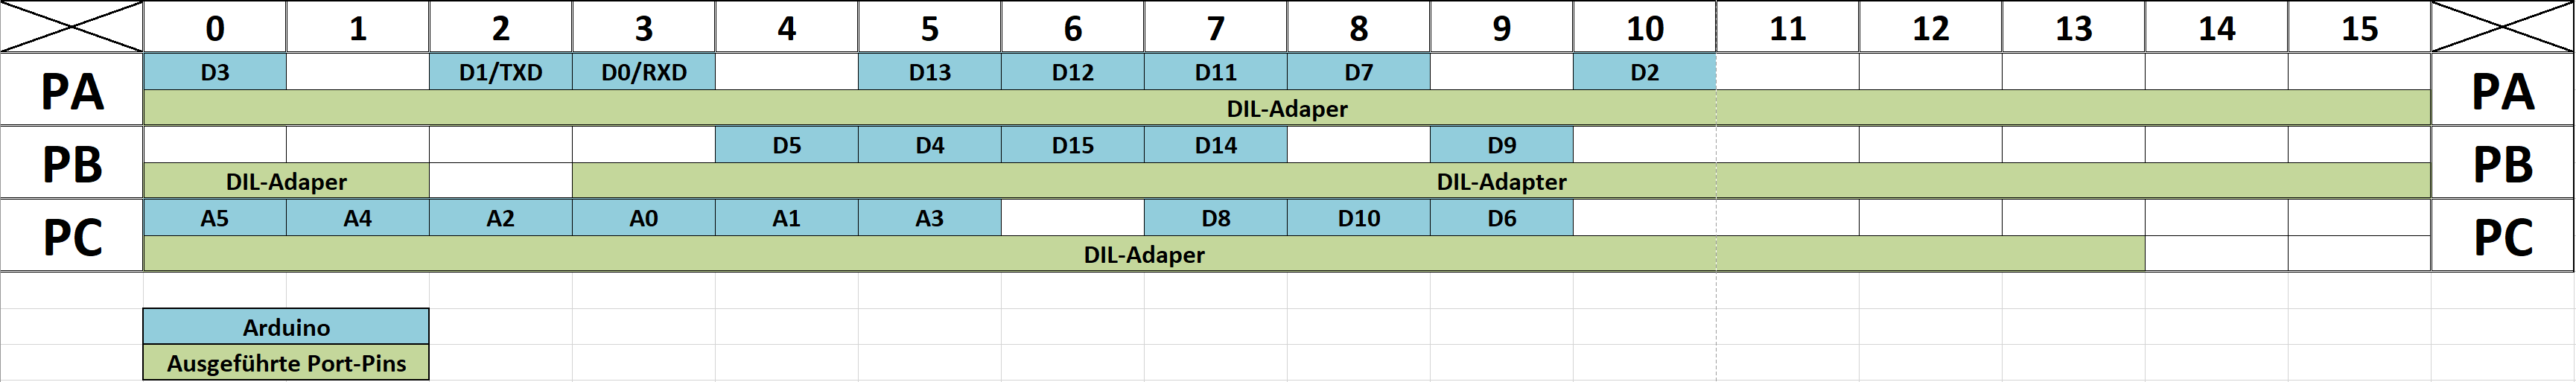 0 1 2 3 4 5 6 7 8 9 10 11 12 13 14 15
PA D3 D1/TXD D0/RXD D13 D12 D11 D7 D2 PA
DIL-Adaper
PB D5 D4 D15 D14 D9 PB
DIL-Adaper DIL-Adapter
PC A5 A4 A2 A0 A1 A3 D8 D10 D6 PC
DIL-Adaper
Arduino
Ausgeführte Port-Pins